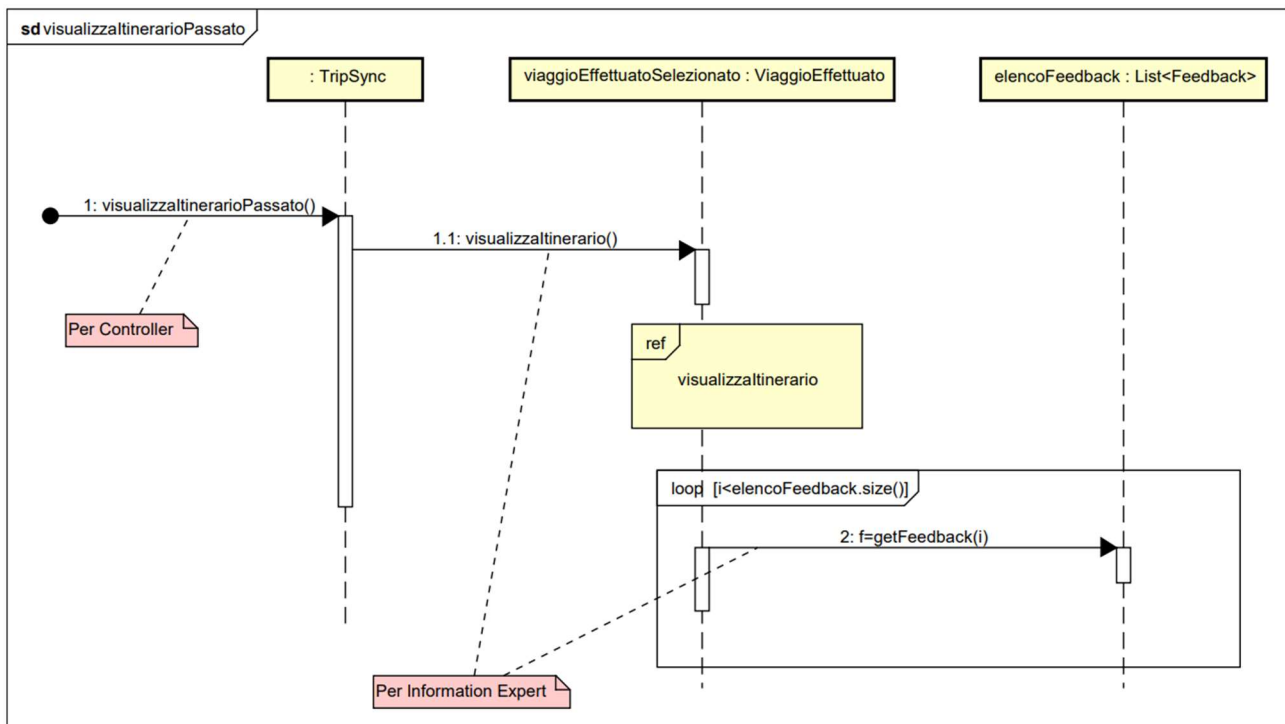 sd visualizzaItinerarioPassato
: TripSync
viaggioEffettuatoSelezionato : ViaggioEffettuato
elencoFeedback : List<Feedback>
1: visualizzaItinerarioPassato()
1.1: visualizzaItinerario()
Per Controller
ref
visualizzaItinerario
loop [i<elencoFeedback.size()]
2: f=getFeedback(i)
Per Information Expert